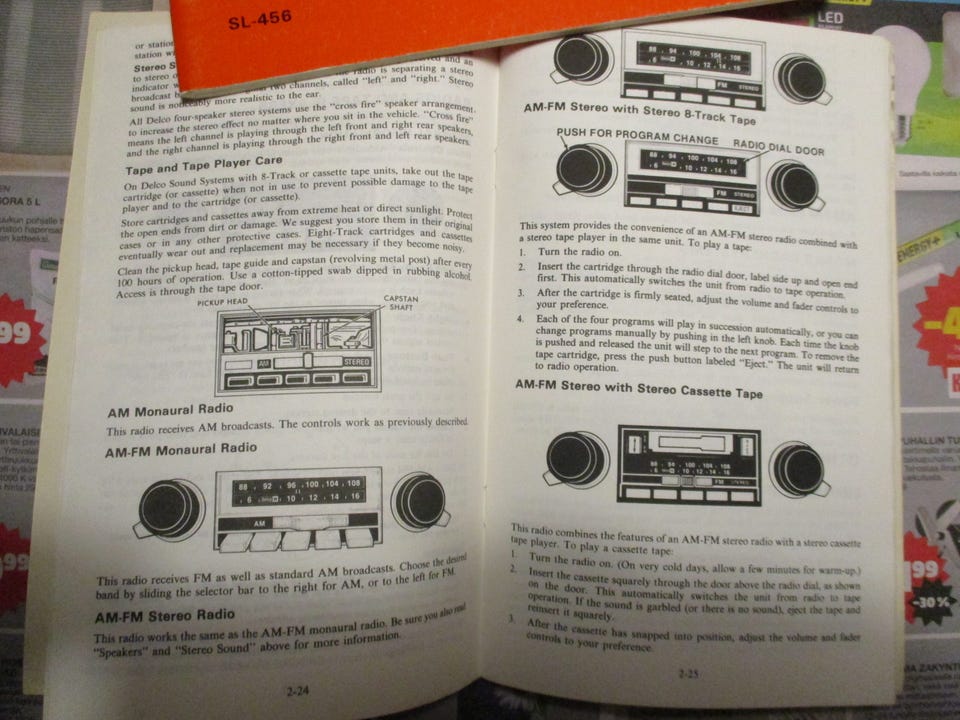 SL-456
or station
station w
Stereo S
and an
to stereo o
radio is separating a stereo
indicator
two channels, called "left" and "right." Stereo
broadcast
sound is noticeably more realistic to the ear.
All Delco four-speaker stereo systems use the "cross fire" speaker arrangement
to increase the stereo effect no matter where you sit in the vehicle. "Cross fire"
means the left channel is playing through the left front and right rear speakers,
and the right channel is playing through the right front and left rear speakers.
Tape and Tape Player Care
On Delco Sound Systems with 8-Track or cassette tape units, take out the tape
cartridge (or cassette) when not in use to prevent possible damage to the tape
player and to the cartridge (or cassette).
Store cartridges and cassettes away from extreme heat or direct sunlight. Protect
the open ends from dirt or damage. We suggest you store them in their original
cases or in any other protective cases. Eight-Track cartridges and cassettes
eventually wear out and replacement may be necessary if they become noisy.
Clean the pickup head, tape guide and capstan (revolving metal post) after every
100 hours of operation. Use a cotton-tipped swab dipped in rubbing alcohol.
Access is through the tape door.
PICKUP HEAD
CAPSTAN
SHAFT
AM
STEREO
AM Monaural Radio
This radio receives AM broadcasts. The controls work as previously described.
AM-FM Monaural Radio
88 92 96 100 104 108
6 10 12 14 16
AM
This radio receives FM as well as standard AM broadcasts. Choose the desired
band by sliding the selector bar to the right for AM, or to the left for FM.
AM-FM Stereo Radio
This radio works the same as the AM-FM monaural radio. Be sure you also read
"Speakers" and "Stereo Sound" above for more information.
2-24
88 94 100 104 108
6 10 12 14 16
FM STEREO
AM-FM Stereo with Stereo 8-Track Tape
PUSH FOR PROGRAM CHANGE
RADIO DIAL DOOR
88 94 100 104 108
6 10 12 14 16
FM STEREO
EJECT
This system provides the convenience of an AM-FM stereo radio combined with
a stereo tape player in the same unit. To play a tape:
1. Turn the radio on.
2. Insert the cartridge through the radio dial door, label side up and open end
first. This automatically switches the unit from radio to tape operation.
3. After the cartridge is firmly seated, adjust the volume and fader controls to
your preference.
4. Each of the four programs will play in succession automatically, or you can
change programs manually by pushing in the left knob. Each time the knob
is pushed and released the unit will step to the next program. To remove the
tape cartridge, press the push button labeled "Eject." The unit will return
to radio operation.
AM-FM Stereo with Stereo Cassette Tape
88 94 100 104 108
6 10 12 14 16
FM
This radio combines the features of an AM-FM stereo radio with a stereo cassette
tape player. To play a cassette tape:
1. Turn the radio on. (On very cold days, allow a few minutes for warm-up.)
2. Insert the cassette squarely through the door above the radio dial, as shown
on the door. This automatically switches the unit from radio to tape
operation. If the sound is garbled (or there is no sound), eject the tape and
reinsert it squarely.
3. After the cassette has snapped into position, adjust the volume and fader
controls to your preference.
2-25
LED
ENERGY+
-30%
99
199